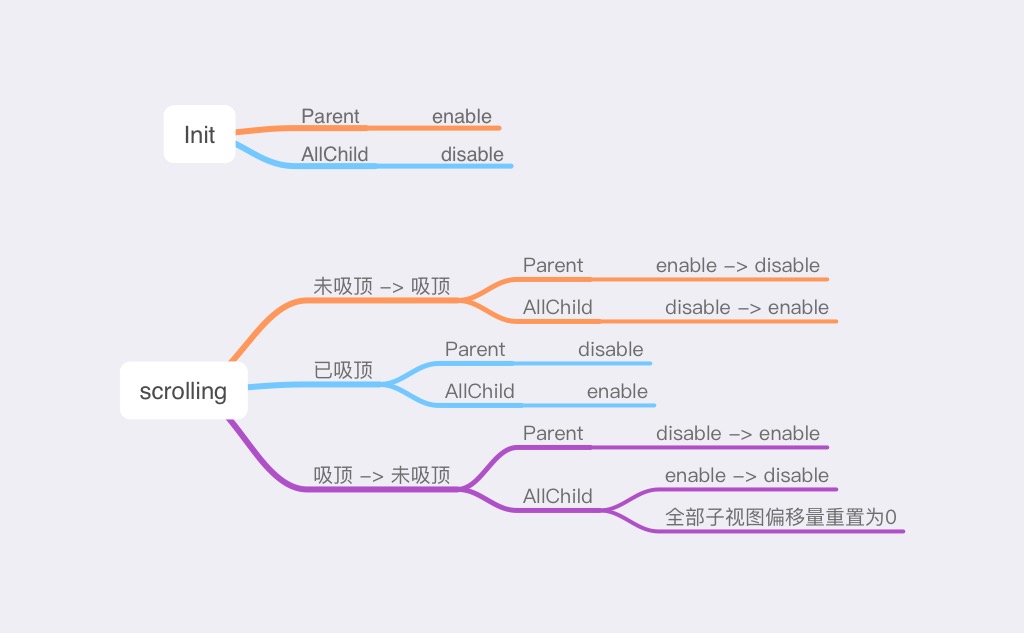 Init
Parent enable
AllChild disable
scrolling
未吸顶 -> 吸顶
Parent enable -> disable
AllChild disable -> enable
已吸顶
Parent disable
AllChild enable
吸顶 -> 未吸顶
Parent disable -> enable
AllChild
enable -> disable
全部子视图偏移量重置为0